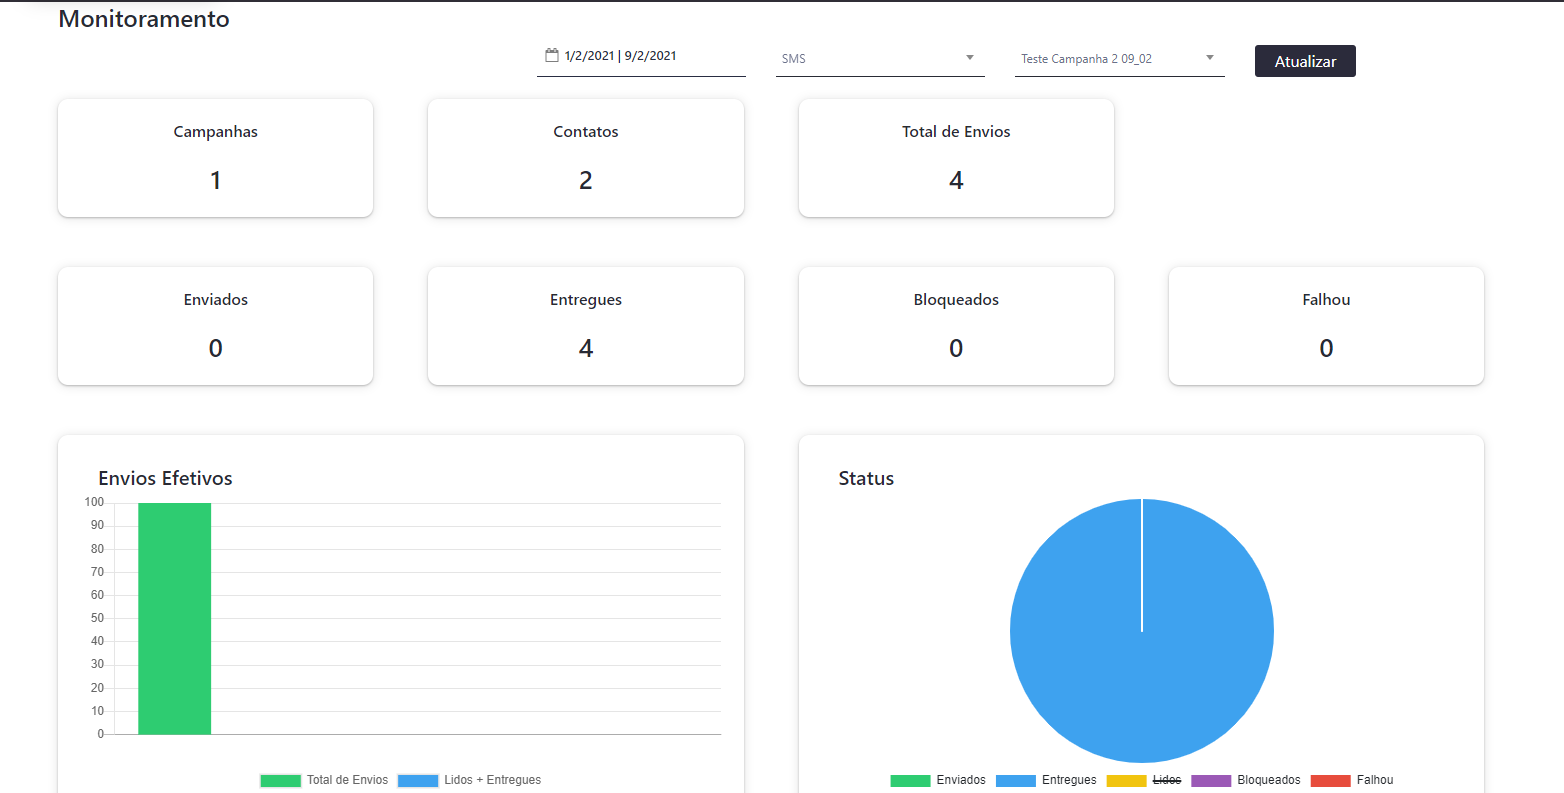 Monitoramento
1/2/2021 | 9/2/2021
SMS
Teste Campanha 2 09_02
Atualizar
Campanhas
1
Contatos
2
Total de Envios
4
Enviados
0
Entregues
4
Bloqueados
0
Falhou
0
Envios Efetivos
100
90
80
70
60
50
40
30
20
10
0
Total de Envios
Lidos + Entregues
Status
Enviados
Entregues
Lidos
Bloqueados
Falhou